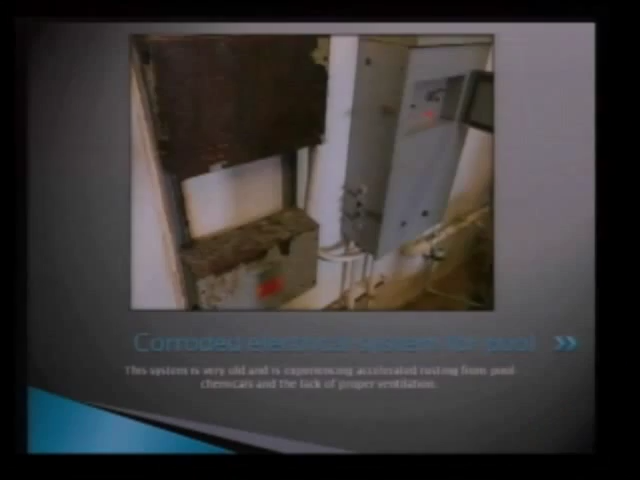 Corroded electrical system for pool
This system is very old and is experiencing accelerated rusting from pool
chemicals and the lack of proper ventilation.